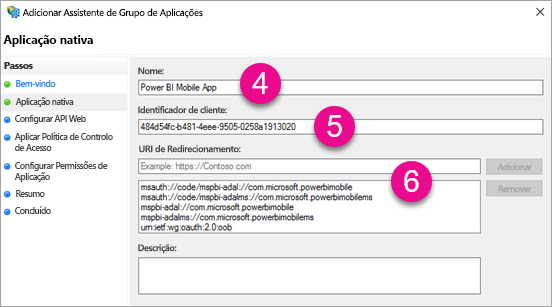 Adicionar Assistente de Grupo de Aplicações
Aplicação nativa
Passos
Bem-vindo
Aplicação nativa
Configurar API Web
Aplicar Política de Controlo
de Acesso
Configurar Permissões de
Aplicação
Resumo
Concluído
Nome:
4
Power BI Mobile App
Identificador de cliente:
5
484d54fc-b481-4eee-9505-0258a1913020
URI de Redirecionamento:
6
Example: https://Contoso.com
Adicionar
msauth://code/mspbi-adal://com.microsoft.powerbimobile
msauth://code/mspbi-adalms://com.microsoft.powerbimobilems
mspbi-adal://com.microsoft.powerbimobile
mspbi-adalms://com.microsoft.powerbimobilems
urn:ietf:wg:oauth:2.0:oob
Remover
Descrição: